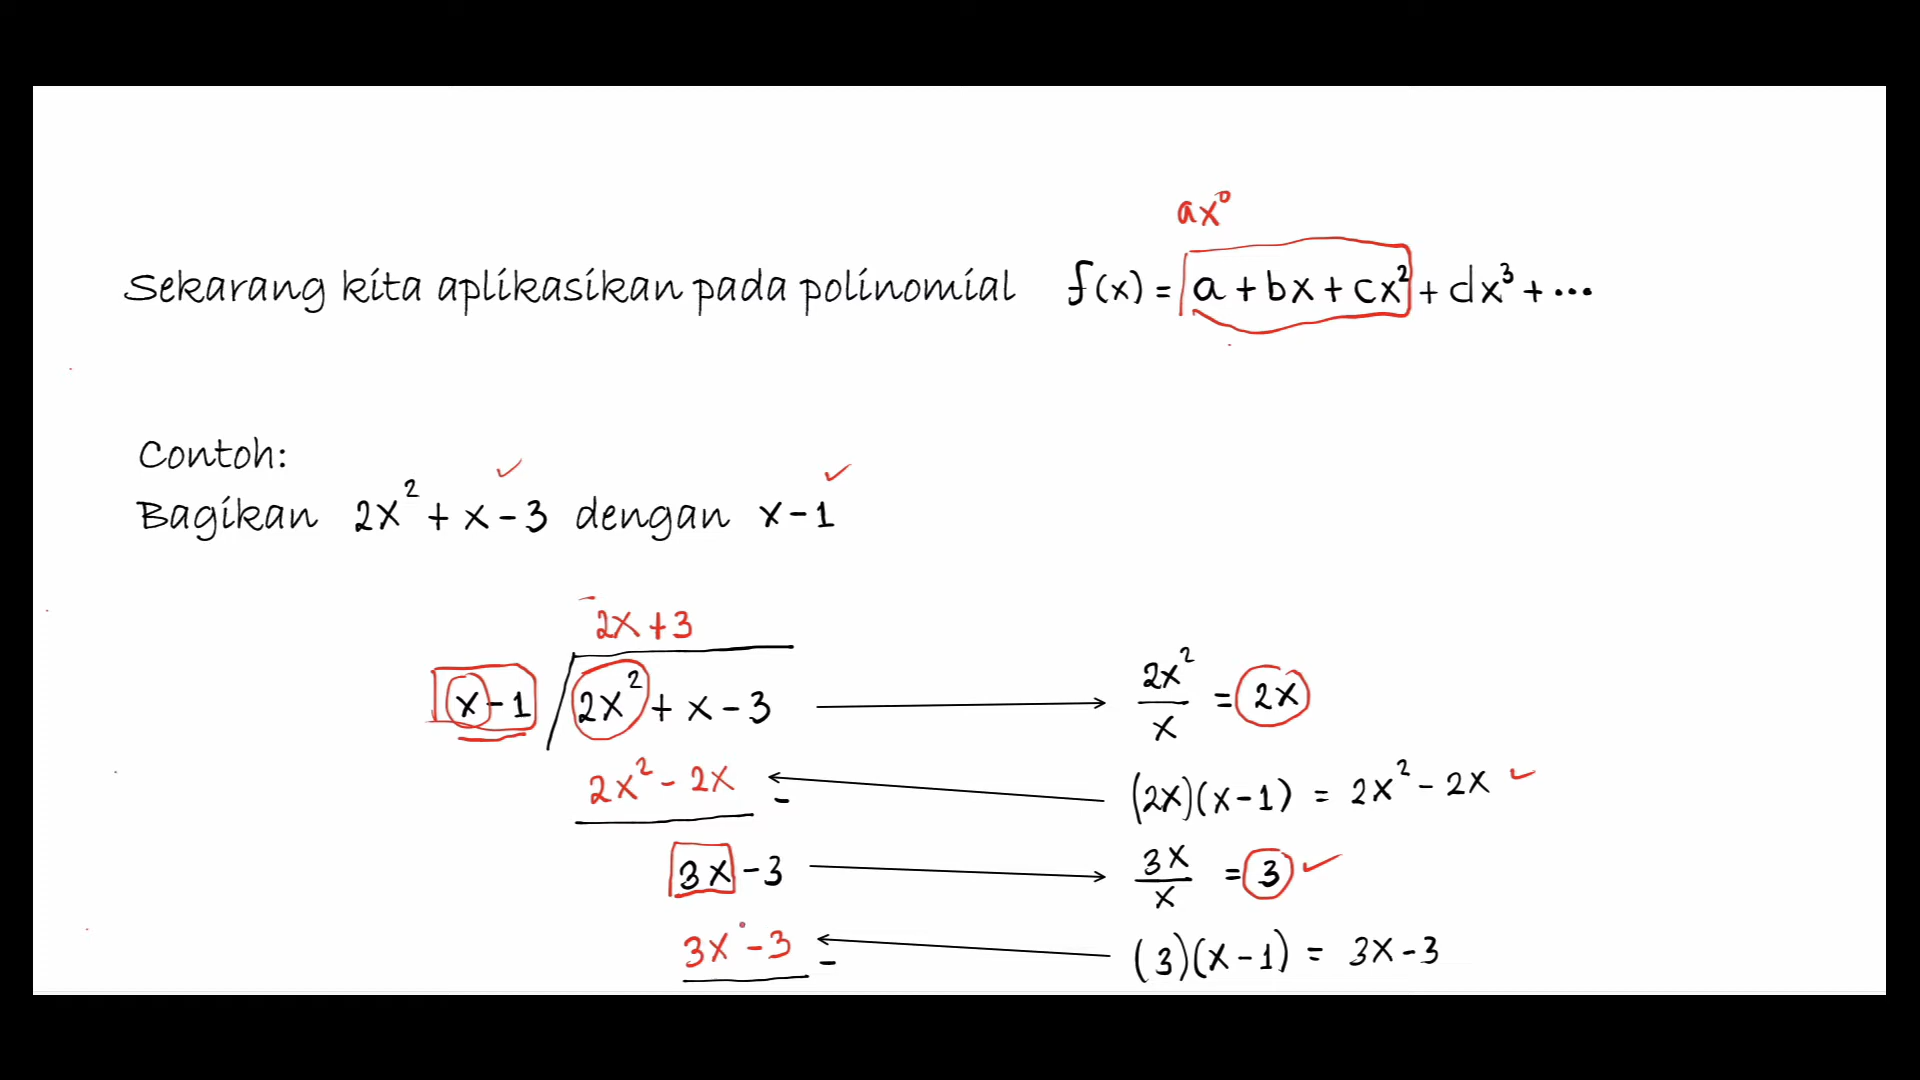 ax⁰
Sekarang kita aplikasikan pada polinomial f(x) = a + bx + cx² + dx³ + ...
Contoh:
Bagikan 2x² + x - 3 dengan x - 1
2x + 3
x - 1 / 2x² + x - 3 → 2x²/x = 2x
2x² - 2x - ← (2x)(x - 1) = 2x² - 2x
3x - 3 → 3x/x = 3
3x - 3 - ← (3)(x - 1) = 3x - 3